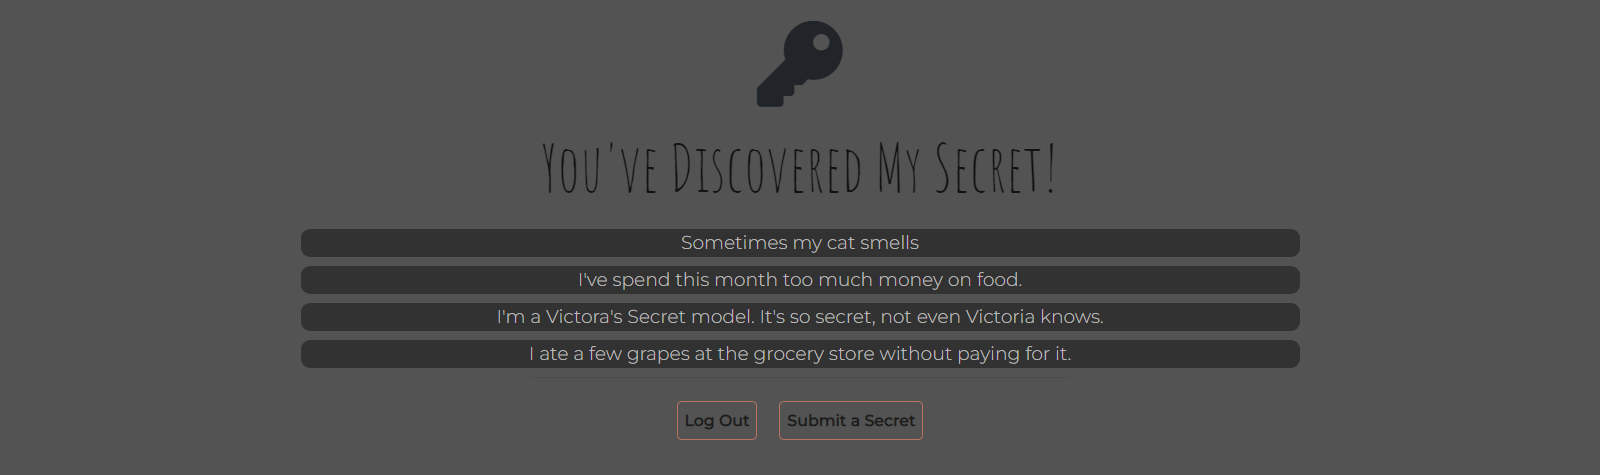 You've Discovered My Secret!
Sometimes my cat smells
I've spend this month too much money on food.
I'm a Victora's Secret model. It's so secret, not even Victoria knows.
I ate a few grapes at the grocery store without paying for it.
Log Out
Submit a Secret